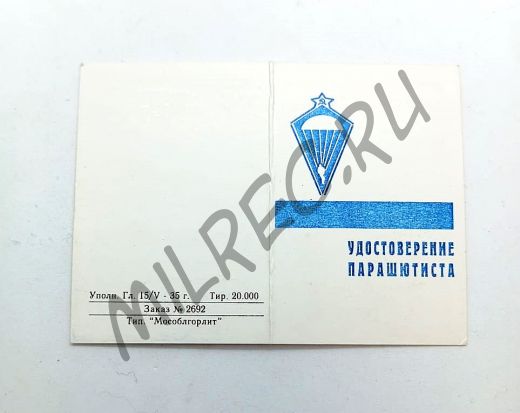 УДОСТОВЕРЕНИЕ
ПАРАШЮТИСТА
Уполн. Гл. 15/V - 35 г. Тир. 20.000
Заказ № 2692
Тип. "Мособлгорлит"
MILREC.RU